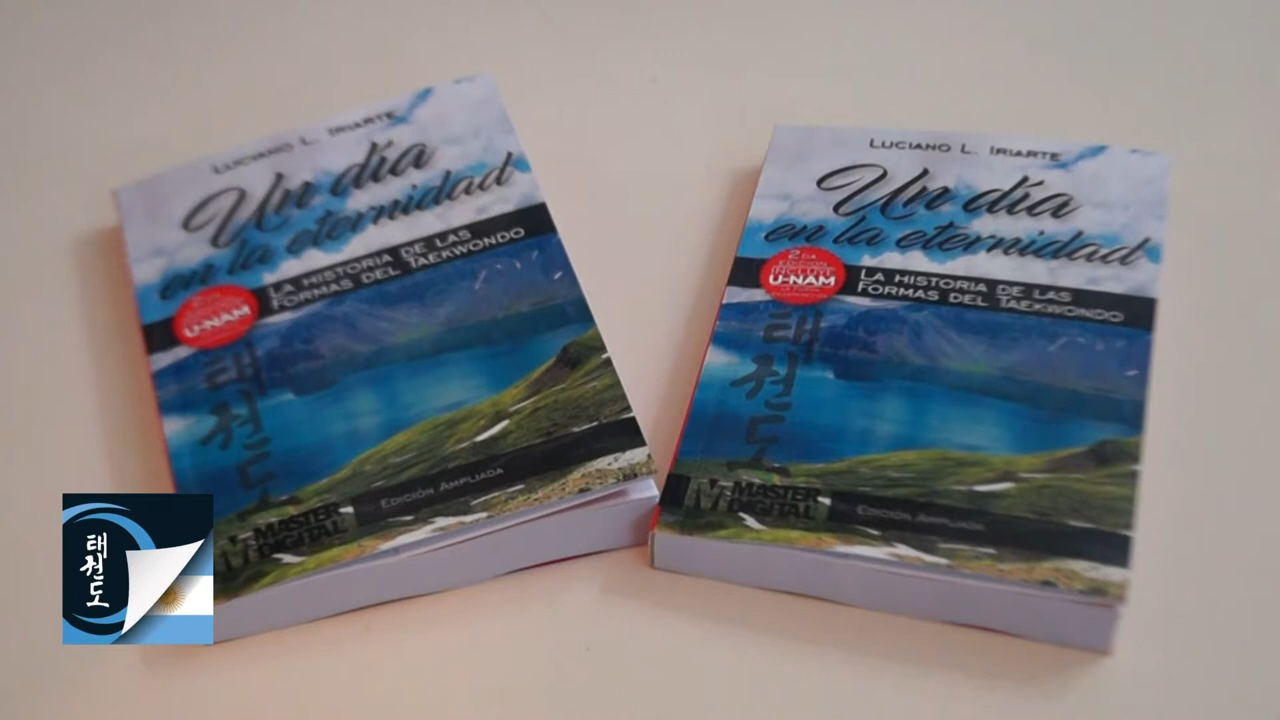 LUCIANO L. IRIARTE
Un día
en la eternidad
LA HISTORIA DE LAS
FORMAS DEL TAEKWONDO
U-NAM
태권도
EDICIÓN AMPLIADA
MASTER
DIGITAL
LUCIANO L. IRIARTE
Un día
en la eternidad
2DA
EDICIÓN
INCLUYE
U-NAM
LA HISTORIA DE LAS
FORMAS DEL TAEKWONDO
태권도
MASTER
DIGITAL
EDICIÓN AMPLIADA
태권도